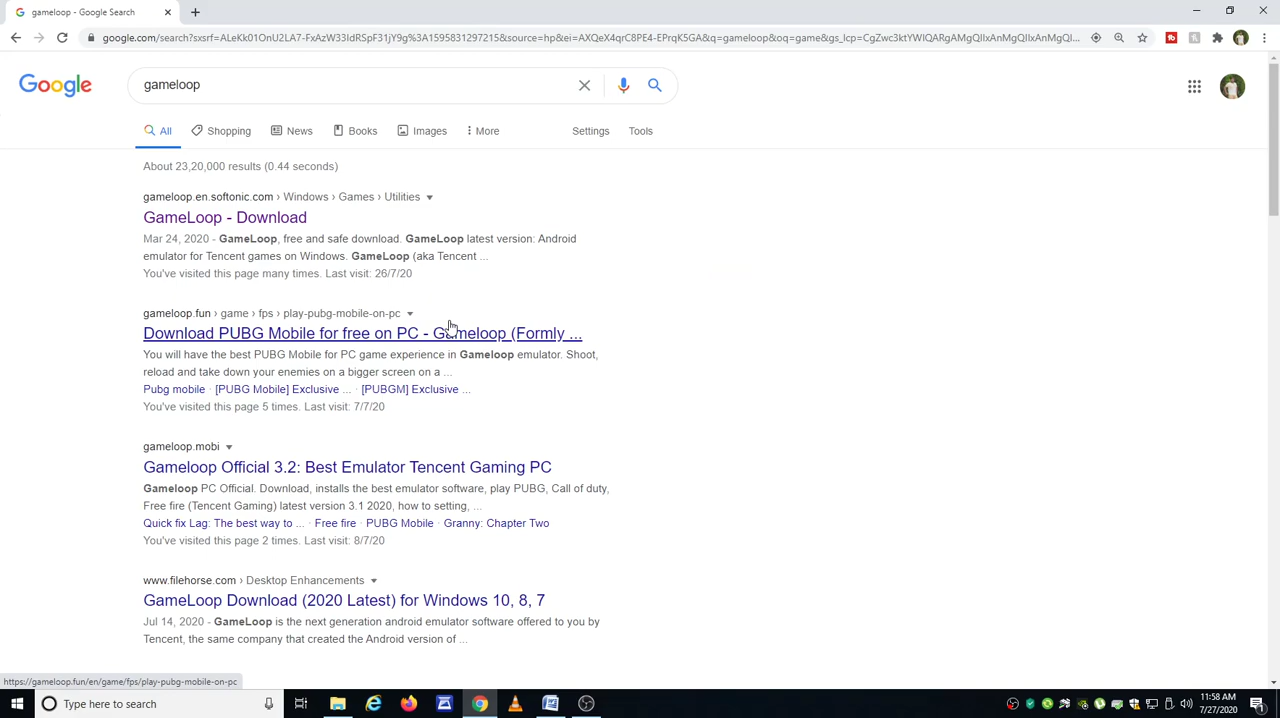 gameloop - Google Search
google.com/search?sxsrf=ALeKk01OnU2LA7-FxAzW33IdRSpF31jY9g%3A1595831297215&source=hp&ei=AXQeX4qrC8PE4-EPrqK5GA&q=gameloop&oq=game&gs_lcp=CgZwc3ktYWIQARgAMgQIIxAnMgQIIxAnMgQI...
Google
gameloop
All Shopping News Books Images More Settings Tools
About 23,20,000 results (0.44 seconds)
gameloop.en.softonic.com › Windows › Games › Utilities
GameLoop - Download
Mar 24, 2020 - GameLoop, free and safe download. GameLoop latest version: Android
emulator for Tencent games on Windows. GameLoop (aka Tencent ...
You've visited this page many times. Last visit: 26/7/20
gameloop.fun › game › fps › play-pubg-mobile-on-pc
Download PUBG Mobile for free on PC - Gameloop (Formly ...
You will have the best PUBG Mobile for PC game experience in Gameloop emulator. Shoot,
reload and take down your enemies on a bigger screen on a ...
Pubg mobile · [PUBG Mobile] Exclusive ... · [PUBGM] Exclusive ...
You've visited this page 5 times. Last visit: 7/7/20
gameloop.mobi
Gameloop Official 3.2: Best Emulator Tencent Gaming PC
Gameloop PC Official. Download, installs the best emulator software, play PUBG, Call of duty,
Free fire (Tencent Gaming) latest version 3.1 2020, how to setting, ...
Quick fix Lag: The best way to ... · Free fire · PUBG Mobile · Granny: Chapter Two
You've visited this page 2 times. Last visit: 8/7/20
www.filehorse.com › Desktop Enhancements
GameLoop Download (2020 Latest) for Windows 10, 8, 7
Jul 14, 2020 - GameLoop is the next generation android emulator software offered to you by
Tencent, the same company that created the Android version of ...
https://gameloop.fun/en/game/fps/play-pubg-mobile-on-pc
Type here to search
11:58 AM
7/27/2020